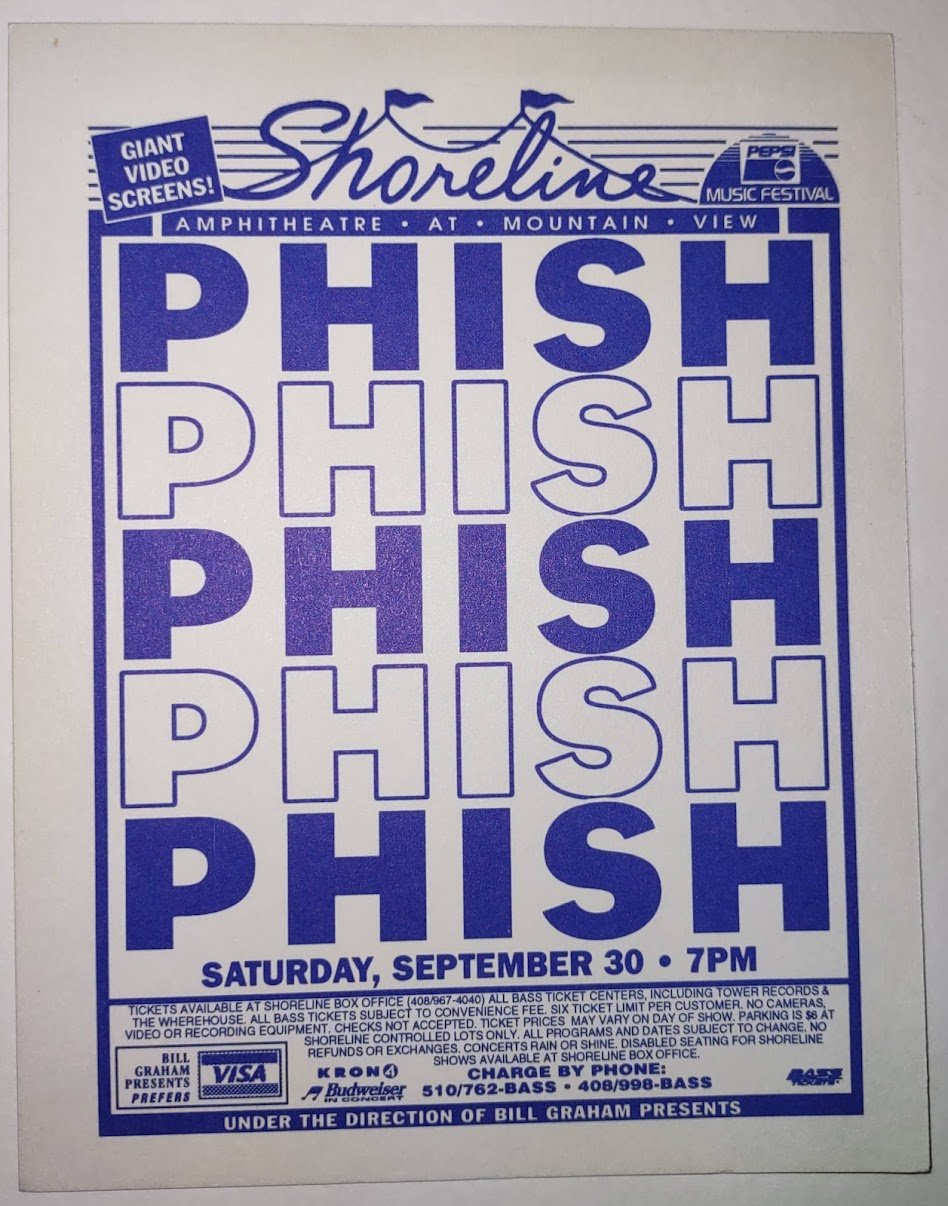 GIANT
VIDEO
SCREENS!
Shoreline
PEPSI
MUSIC FESTIVAL
AMPHITHEATRE • AT • MOUNTAIN • VIEW
PHISH
PHISH
PHISH
PHISH
PHISH
SATURDAY, SEPTEMBER 30 • 7PM
TICKETS AVAILABLE AT SHORELINE BOX OFFICE (408/967-4040) ALL BASS TICKET CENTERS, INCLUDING TOWER RECORDS &
THE WHEREHOUSE. ALL BASS TICKETS SUBJECT TO CONVENIENCE FEE. SIX TICKET LIMIT PER CUSTOMER. NO CAMERAS,
VIDEO OR RECORDING EQUIPMENT. CHECKS NOT ACCEPTED. TICKET PRICES MAY VARY ON DAY OF SHOW. PARKING IS $6 AT
SHORELINE CONTROLLED LOTS ONLY. ALL PROGRAMS AND DATES SUBJECT TO CHANGE. NO
REFUNDS OR EXCHANGES. CONCERTS RAIN OR SHINE. DISABLED SEATING FOR SHORELINE
SHOWS AVAILABLE AT SHORELINE BOX OFFICE.
BILL
GRAHAM
PRESENTS
PREFERS
VISA
KRON 4
Budweiser
IN CONCERT
CHARGE BY PHONE:
510/762-BASS • 408/998-BASS
BASS
TICKETS
UNDER THE DIRECTION OF BILL GRAHAM PRESENTS